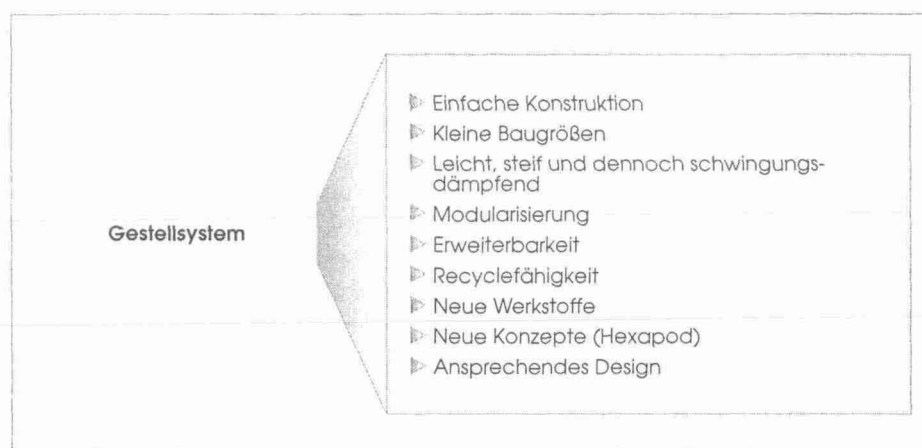 Gestellsystem
Einfache Konstruktion
Kleine Baugrößen
Leicht, steif und dennoch schwingungs-
dämpfend
Modularisierung
Erweiterbarkeit
Recyclefähigkeit
Neue Werkstoffe
Neue Konzepte (Hexapod)
Ansprechendes Design